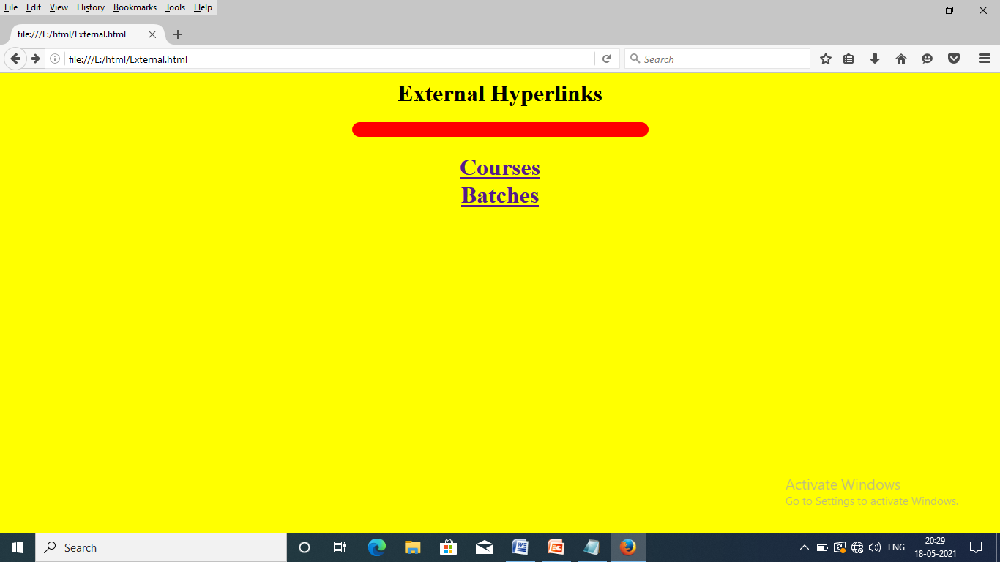 File Edit View History Bookmarks Tools Help
file:///E:/html/External.html
file:///E:/html/External.html
Search
External Hyperlinks
Courses
Batches
Activate Windows
Go to Settings to activate Windows.
Search
ENG
20:29
18-05-2021